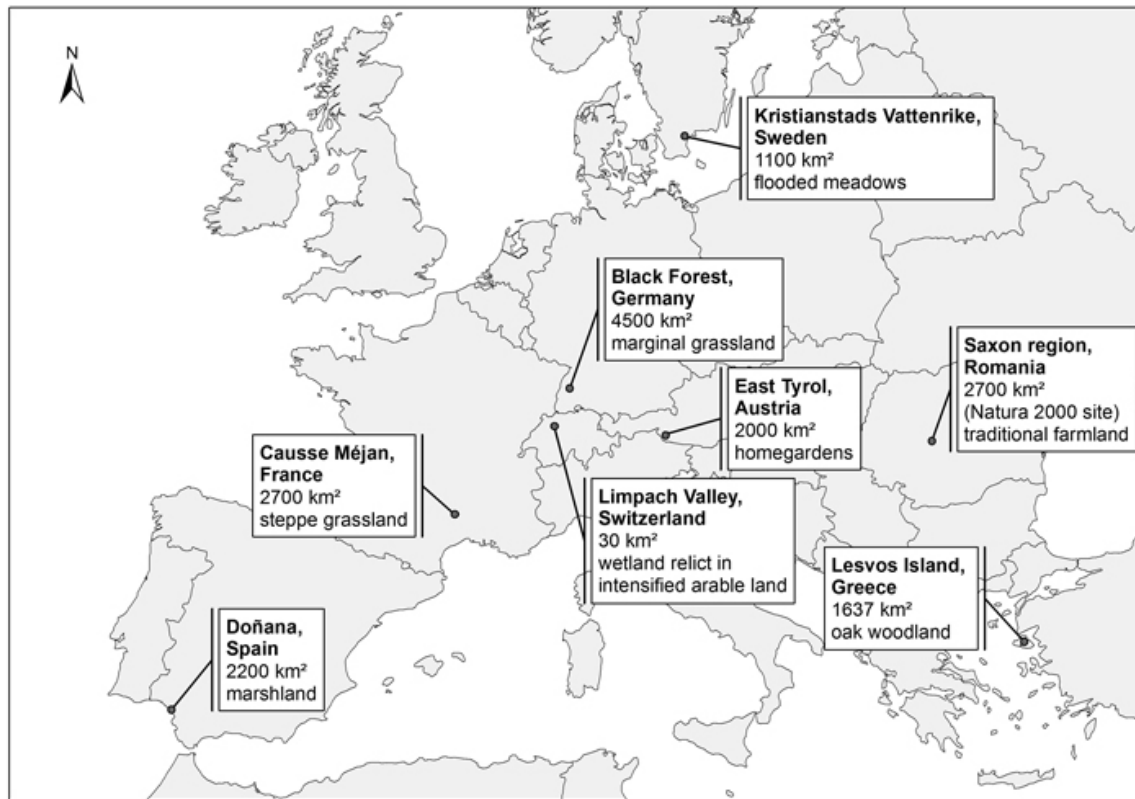 N
Kristianstads Vattenrike,
Sweden
1100 km²
flooded meadows
Black Forest,
Germany
4500 km²
marginal grassland
Saxon region,
Romania
2700 km²
(Natura 2000 site)
traditional farmland
East Tyrol,
Austria
2000 km²
homegardens
Causse Méjan,
France
2700 km²
steppe grassland
Limpach Valley,
Switzerland
30 km²
wetland relict in
intensified arable land
Lesvos Island,
Greece
1637 km²
oak woodland
Doñana,
Spain
2200 km²
marshland